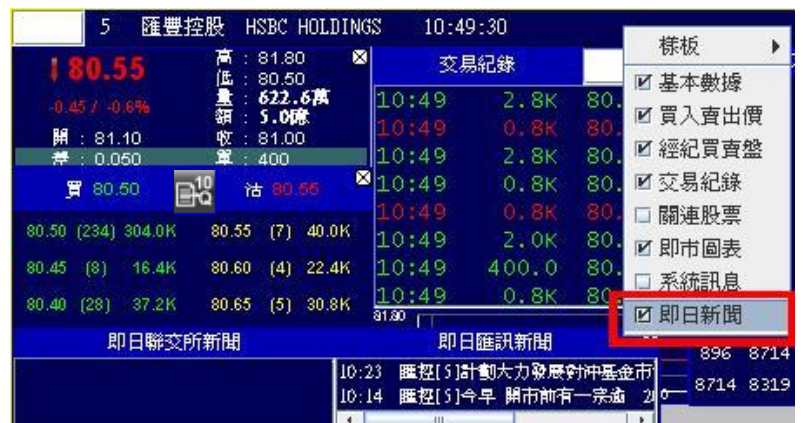 5 匯豐控股 HSBC HOLDINGS 10:49:30
80.55
-0.45 / -0.6%
高 : 81.80
低 : 80.50
量 : 622.6萬
額 : 5.0億
開 : 81.10 收 : 81.00
差 : 0.050 單 : 400
買 80.50 沽 80.55
10
Q
80.50 (234) 304.0K 80.55 (7) 40.0K
80.45 (8) 16.4K 80.60 (4) 22.4K
80.40 (28) 37.2K 80.65 (5) 30.8K
交易紀錄
10:49 2.8K 80.
10:49 0.8K 80.
10:49 2.8K 80.
10:49 0.8K 80.
10:49 0.8K 80.
10:49 2.0K 80.
10:49 400.0 80.
10:49 0.8K 80.
81.80
樣板
基本數據
買入賣出價
經紀買賣盤
交易紀錄
關連股票
即市圖表
系統訊息
即日新聞
896 8714
8714 8319
即日聯交所新聞 即日匯訊新聞
10:23 匯控[5]計劃大力發展對沖基金市
10:14 匯控[5]今早 開市前有一宗逾 2